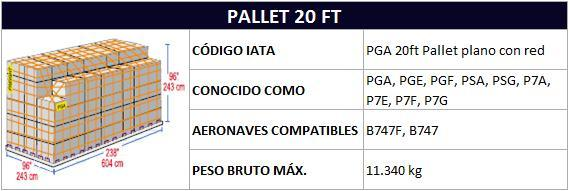 PALLET 20 FT
FREIGHT
PGA
96"
243 cm
238"
604 cm
96"
243 cm
CÓDIGO IATA
PGA 20ft Pallet plano con red
CONOCIDO COMO
PGA, PGE, PGF, PSA, PSG, P7A,
P7E, P7F, P7G
AERONAVES COMPATIBLES
B747F, B747
PESO BRUTO MÁX.
11.340 kg